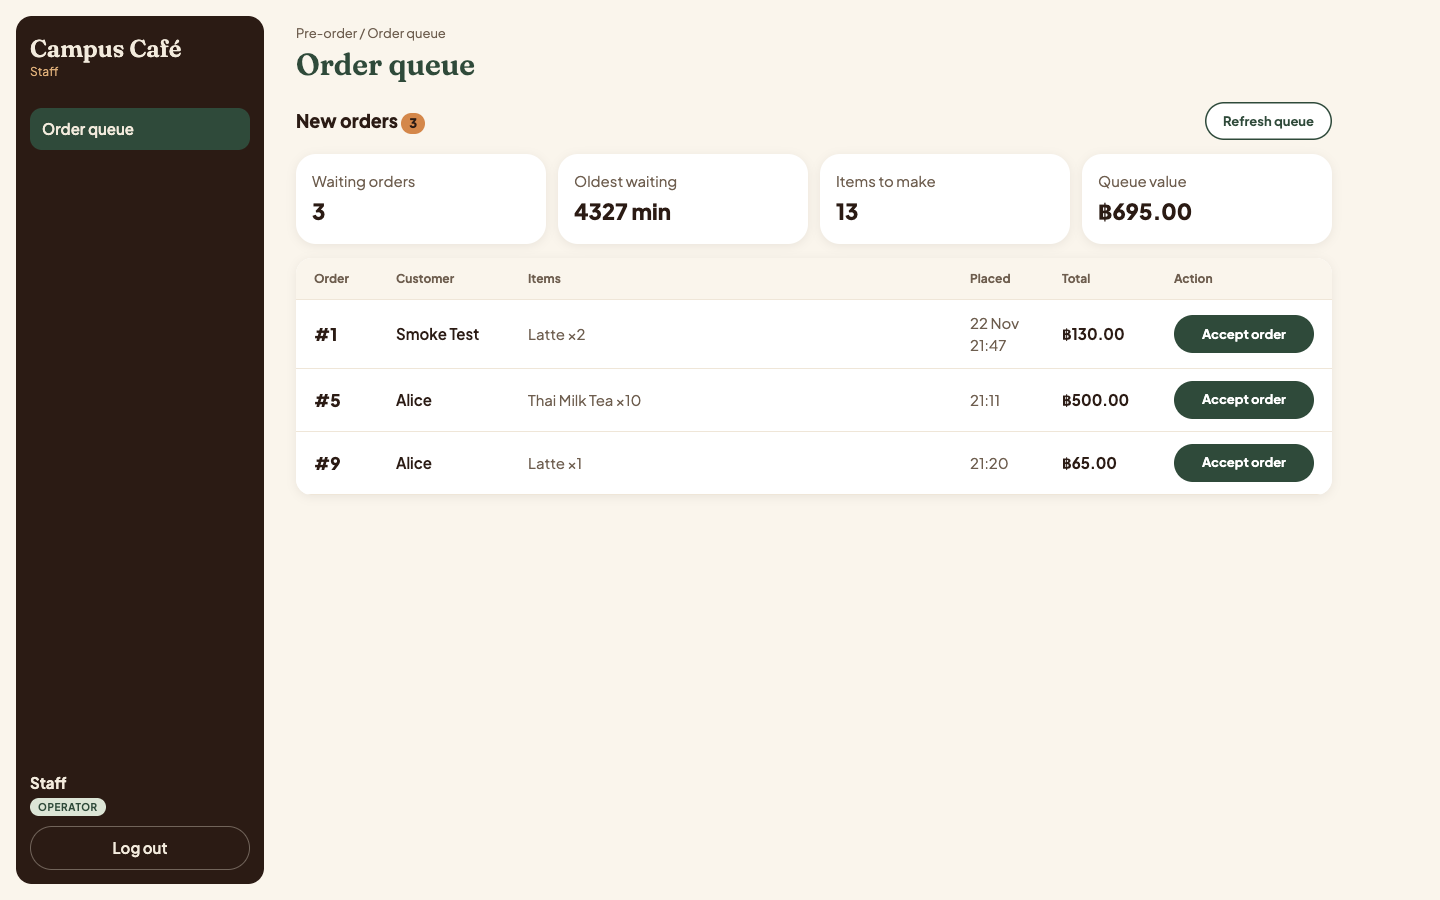 Campus Café
Staff
Order queue
Staff
OPERATOR
Log out
Pre-order / Order queue
Order queue
New orders 3
Refresh queue
Waiting orders
3
Oldest waiting
4327 min
Items to make
13
Queue value
฿695.00
Order Customer Items Placed Total Action
#1 Smoke Test Latte ×2 22 Nov 21:47 ฿130.00 Accept order
#5 Alice Thai Milk Tea ×10 21:11 ฿500.00 Accept order
#9 Alice Latte ×1 21:20 ฿65.00 Accept order